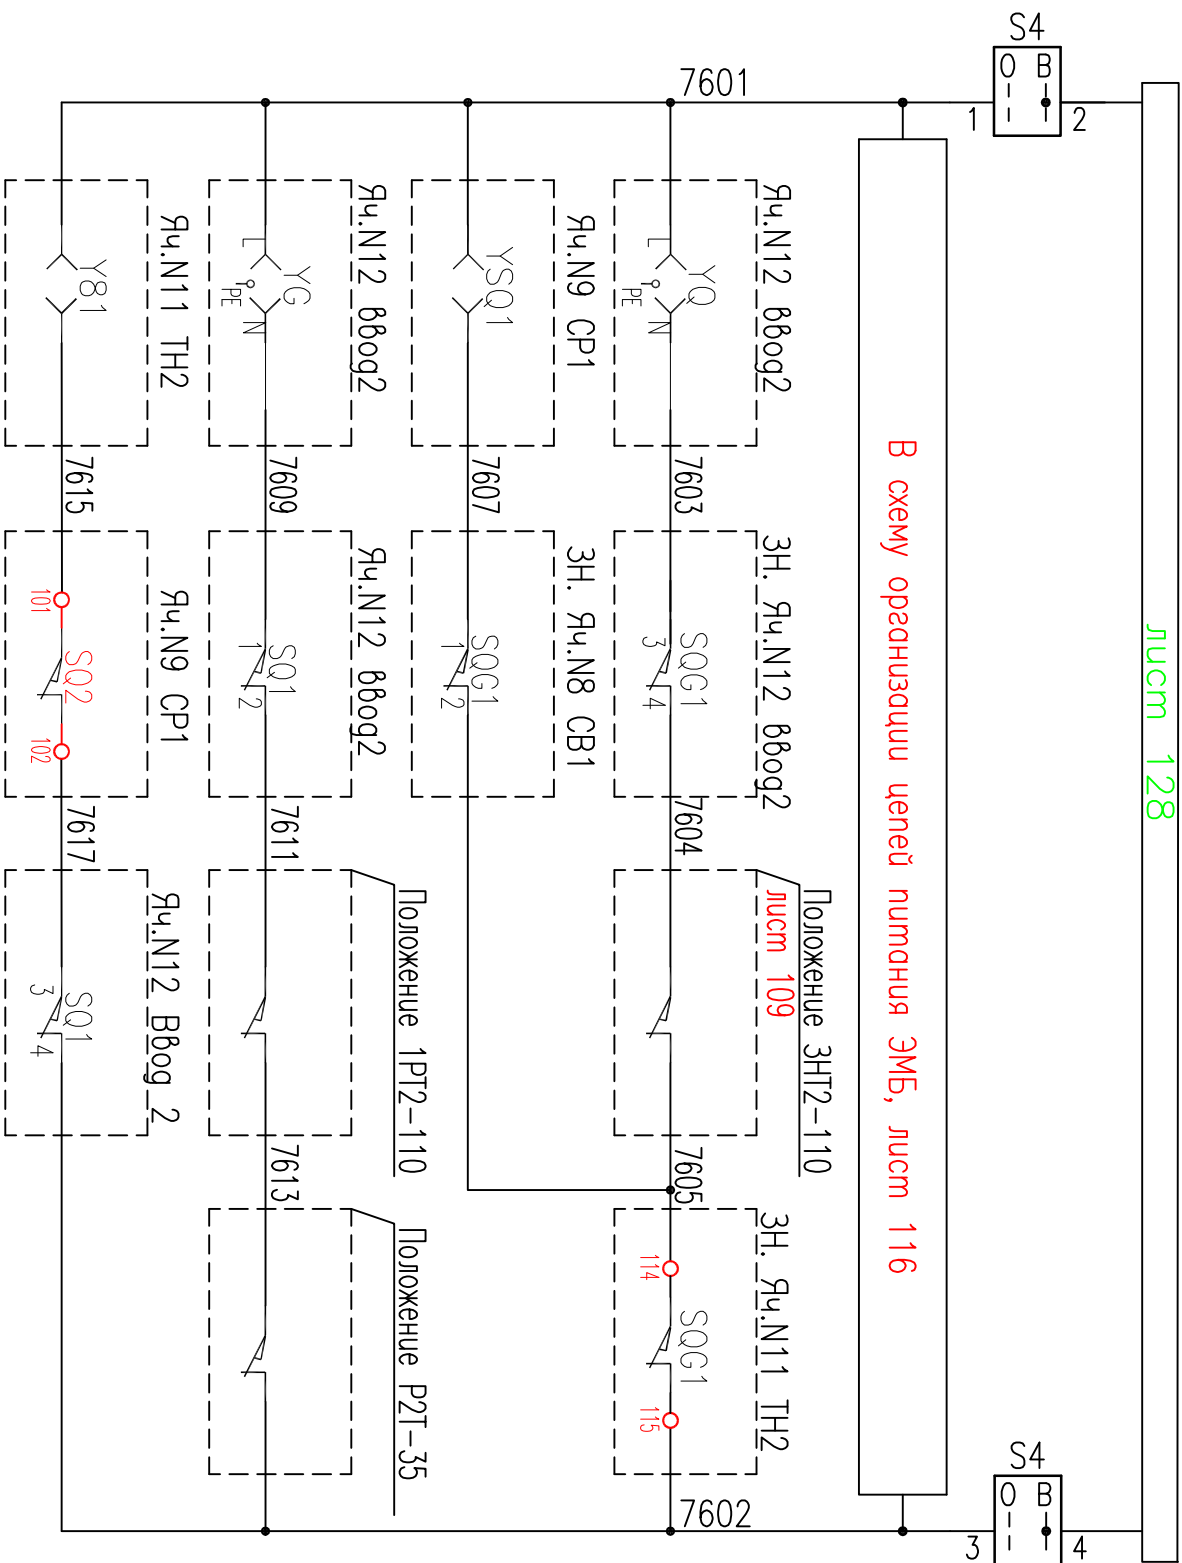 S4
0 В
1 2
лист 128
В схему организации цепей питания ЭМБ, лист 116
S4
0 В
3 4
7601
Яч.N12 Ввод2
L YQ N
PE
7603
ЗН. Яч.N12 Ввод2
SQG1
3 4
7604
Положение ЗНТ2-110
лист 109
7605
ЗН. Яч.N11 ТН2
114 SQG1 115
7602
Яч.N9 СР1
YSQ1
7607
ЗН. Яч.N8 СВ1
SQG1
1 2
Яч.N12 Ввод2
L YG N
PE
7609
Яч.N12 Ввод2
SQ1
1 2
7611
Положение 1РТ2-110
7613
Положение Р2Т-35
Яч.N11 ТН2
Y81
7615
Яч.N9 СР1
101 SQ2 102
7617
Яч.N12 Ввод 2
SQ1
3 4